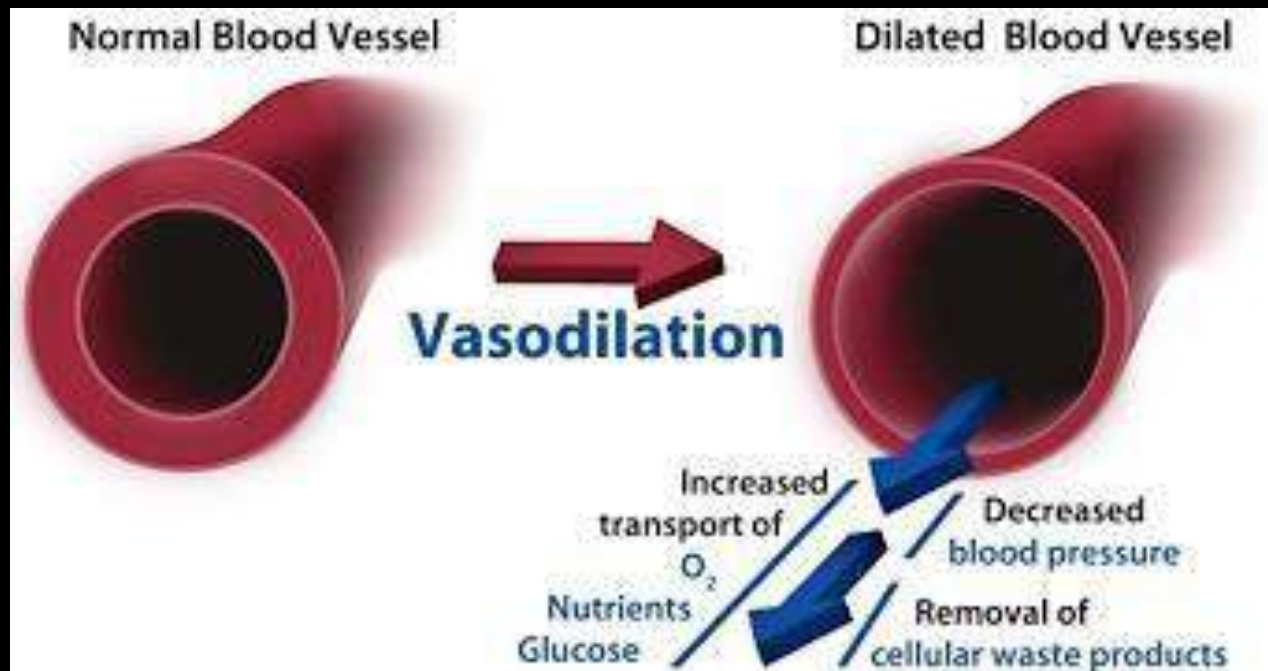 Normal Blood Vessel
Dilated Blood Vessel
Vasodilation
Increased
transport of
O₂
Nutrients
Glucose
Decreased
blood pressure
Removal of
cellular waste products